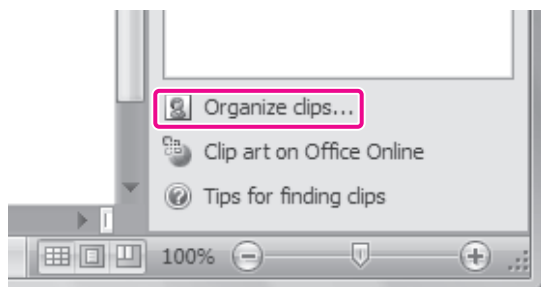 Organize clips...
Clip art on Office Online
Tips for finding clips
100%